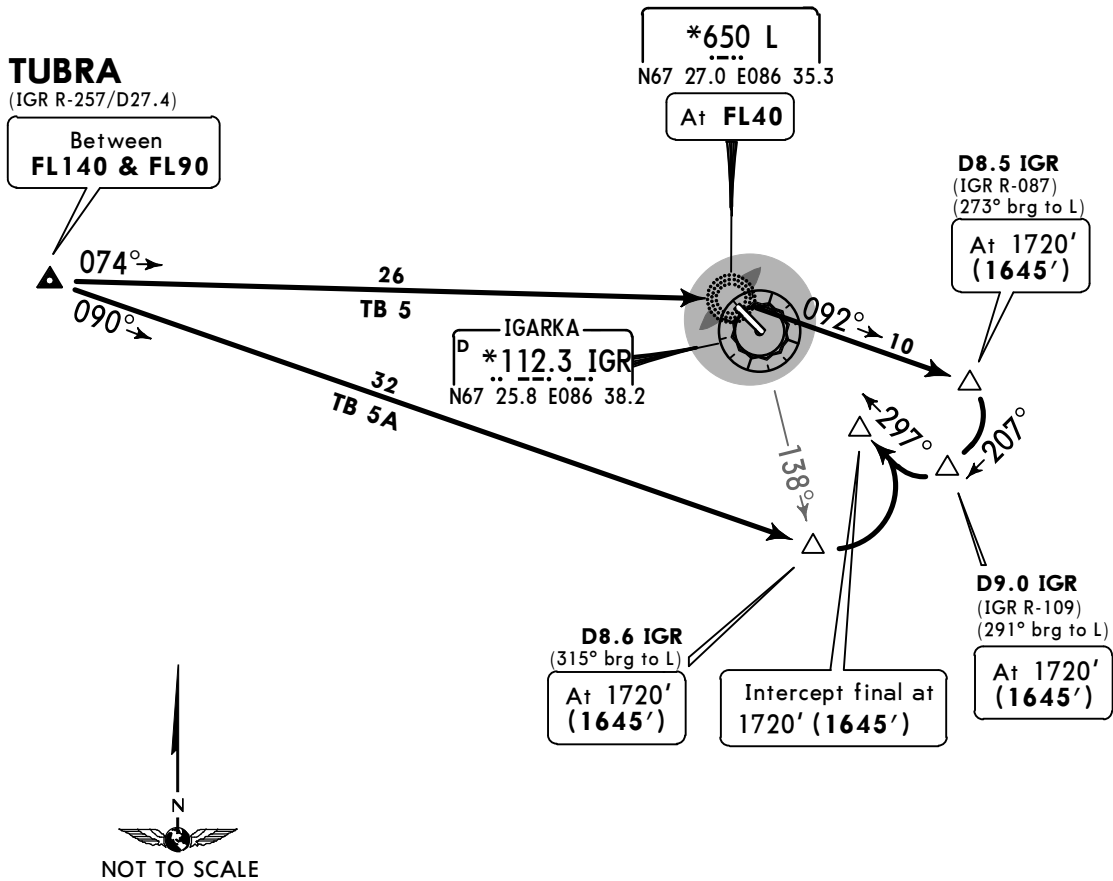 *650 L
N67 27.0 E086 35.3
At FL40
TUBRA
(IGR R-257/D27.4)
Between
FL140 & FL90
D8.5 IGR
(IGR R-087)
(273° brg to L)
At 1720'
(1645')
074°
26
TB 5
090°
32
TB 5A
IGARKA
D *112.3 IGR
N67 25.8 E086 38.2
092°
10
297°
207°
138°
D8.6 IGR
(315° brg to L)
At 1720'
(1645')
Intercept final at
1720' (1645')
D9.0 IGR
(IGR R-109)
(291° brg to L)
At 1720'
(1645')
N
NOT TO SCALE